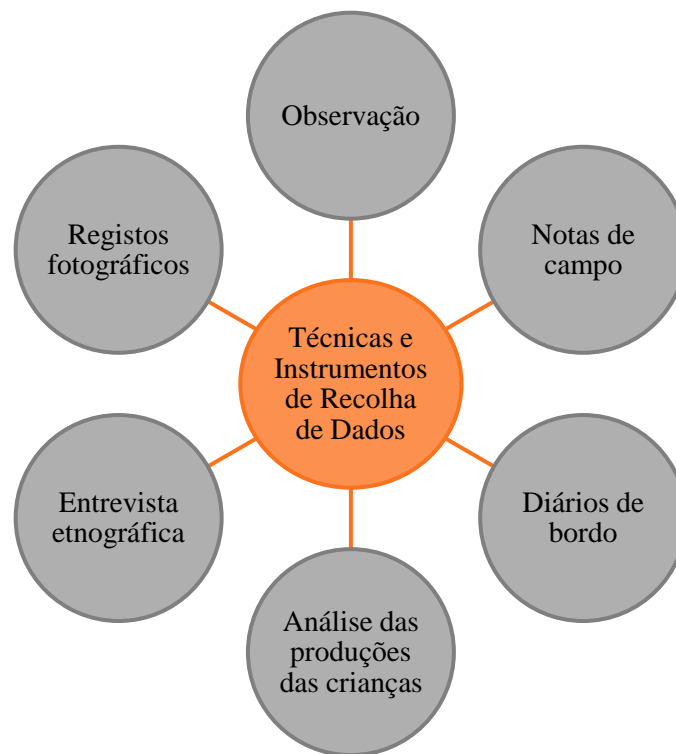 Observação
Notas de
campo
Diários de
bordo
Análise das
produções
das crianças
Entrevista
etnográfica
Registos
fotográficos
Técnicas e
Instrumentos
de Recolha
de Dados